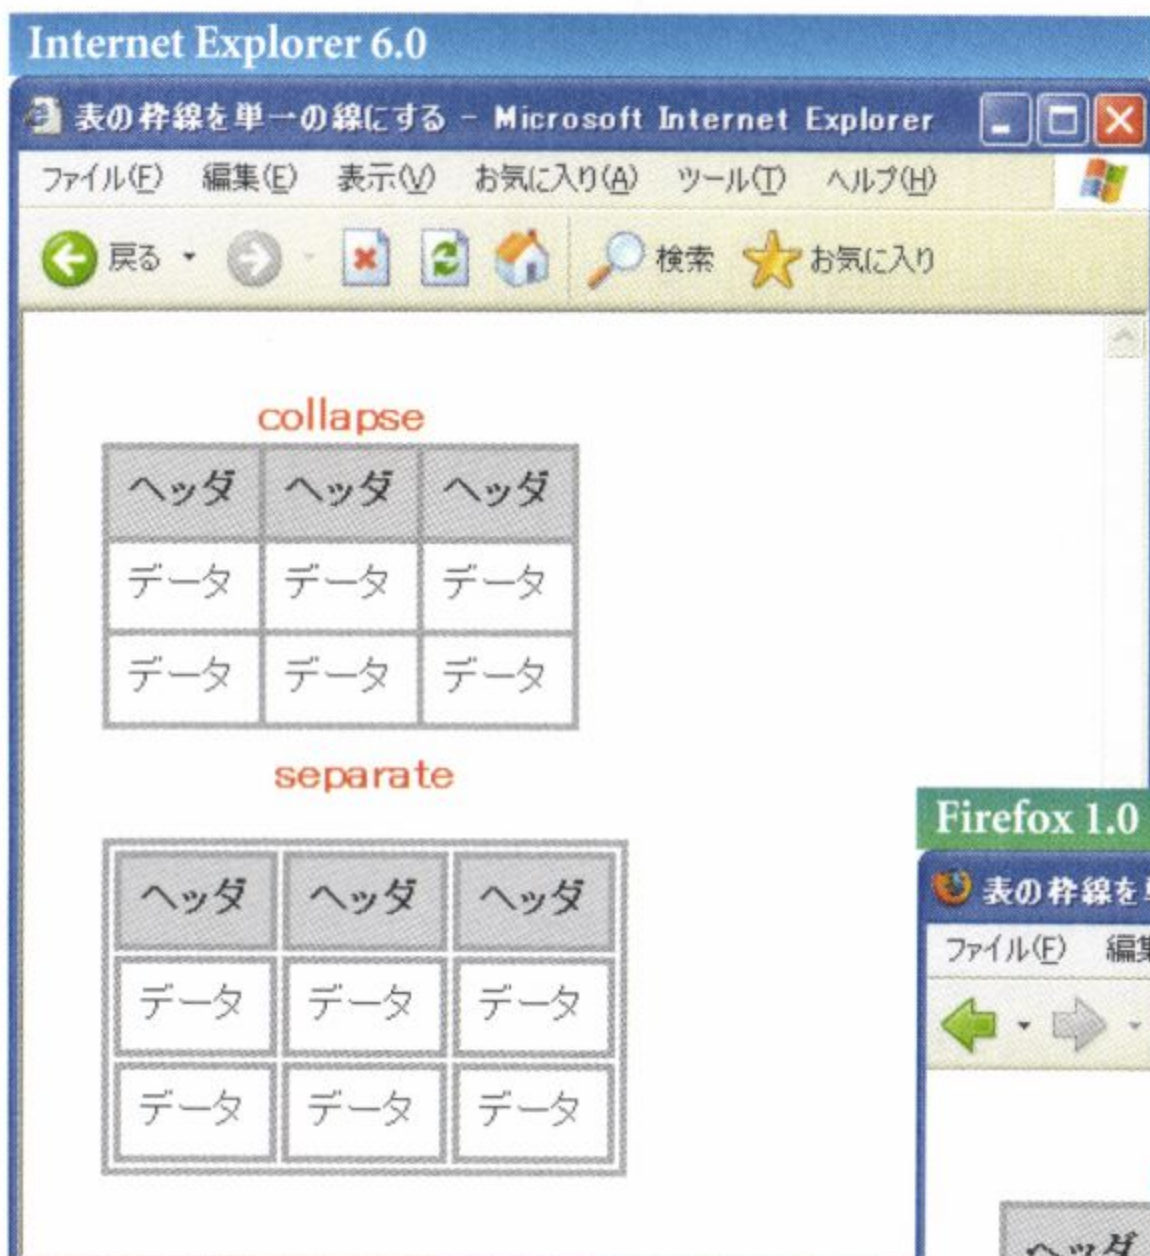 Internet Explorer 6.0
表の枠線を単一の線にする - Microsoft Internet Explorer
ファイル(F) 編集(E) 表示(V) お気に入り(A) ツール(T) ヘルプ(H)
戻る 検索 お気に入り
collapse
ヘッダ ヘッダ ヘッダ
データ データ データ
データ データ データ
separate
ヘッダ ヘッダ ヘッダ
データ データ データ
データ データ データ
Firefox 1.0
表の枠線を
ファイル(F) 編集
ヘッダ